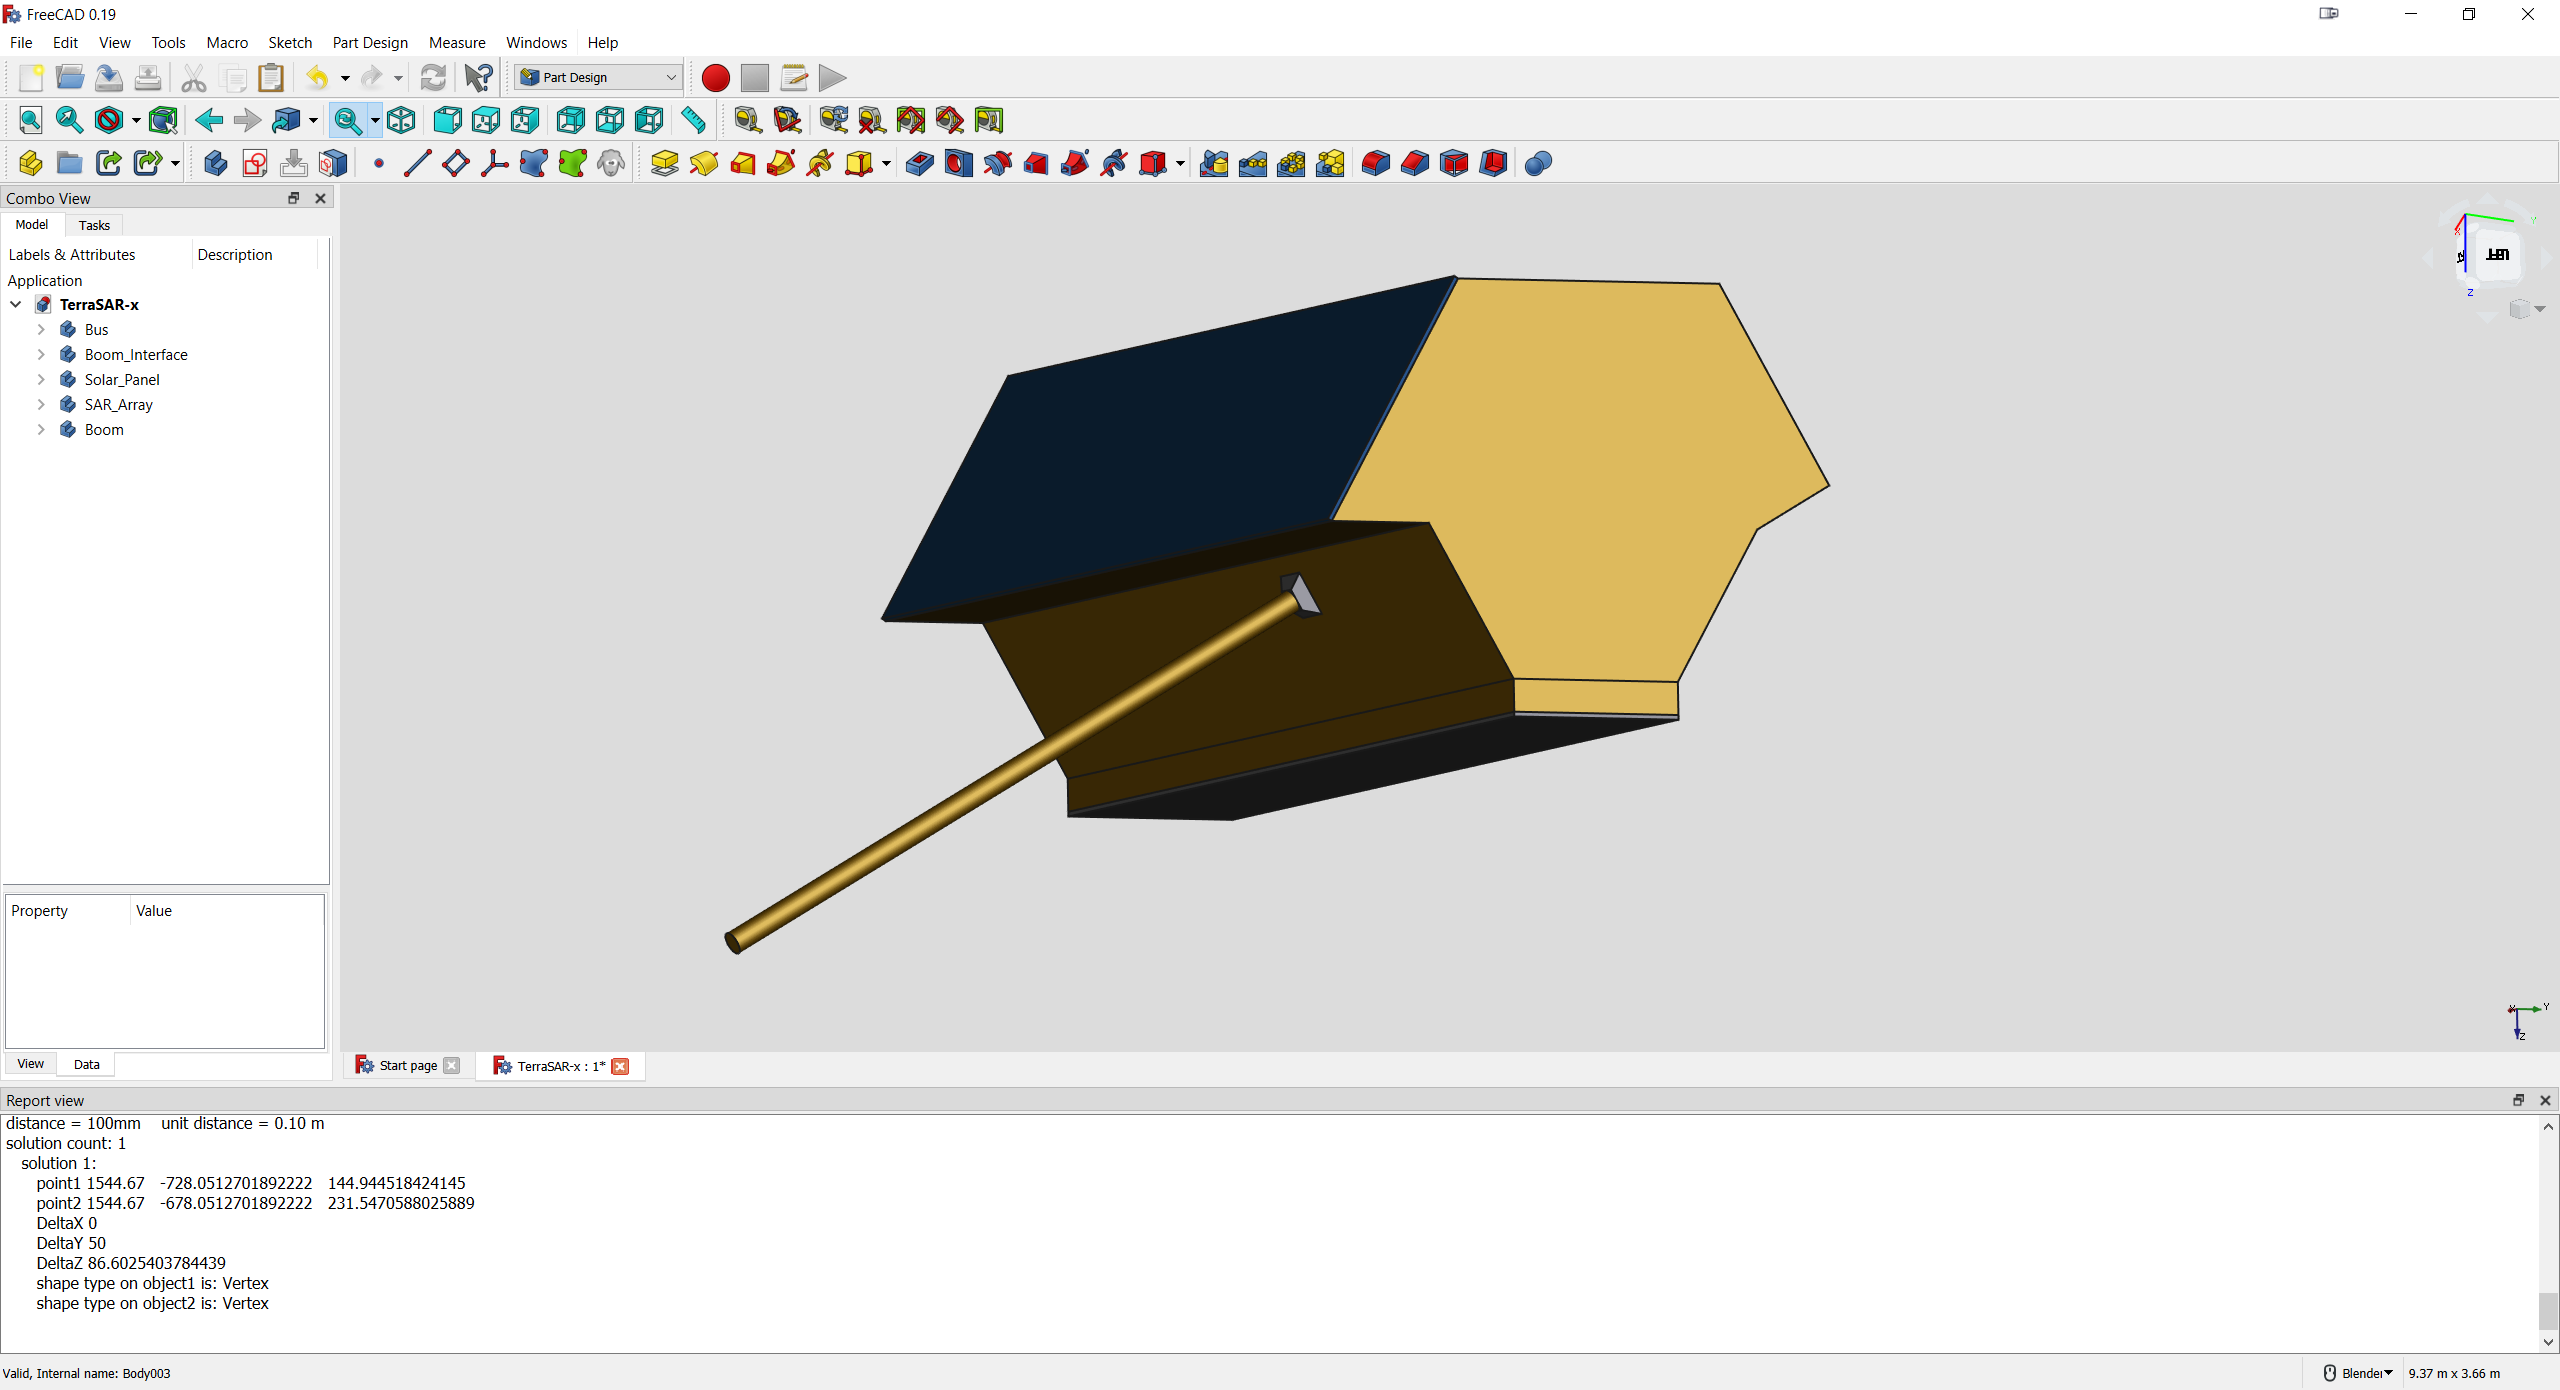 FreeCAD 0.19
File Edit View Tools Macro Sketch Part Design Measure Windows Help
Part Design
Combo View
Model Tasks
Labels & Attributes Description
Application
TerraSAR-x
Bus
Boom_Interface
Solar_Panel
SAR_Array
Boom
Property Value
View Data
LEFT
X
Z
Y
Z
Start page TerraSAR-x : 1*
Report view
distance = 100mm unit distance = 0.10 m
solution count: 1
solution 1:
point1 1544.67 -728.0512701892222 144.944518424145
point2 1544.67 -678.0512701892222 231.5470588025889
DeltaX 0
DeltaY 50
DeltaZ 86.6025403784439
shape type on object1 is: Vertex
shape type on object2 is: Vertex
Valid, Internal name: Body003
Blender 9.37 m x 3.66 m